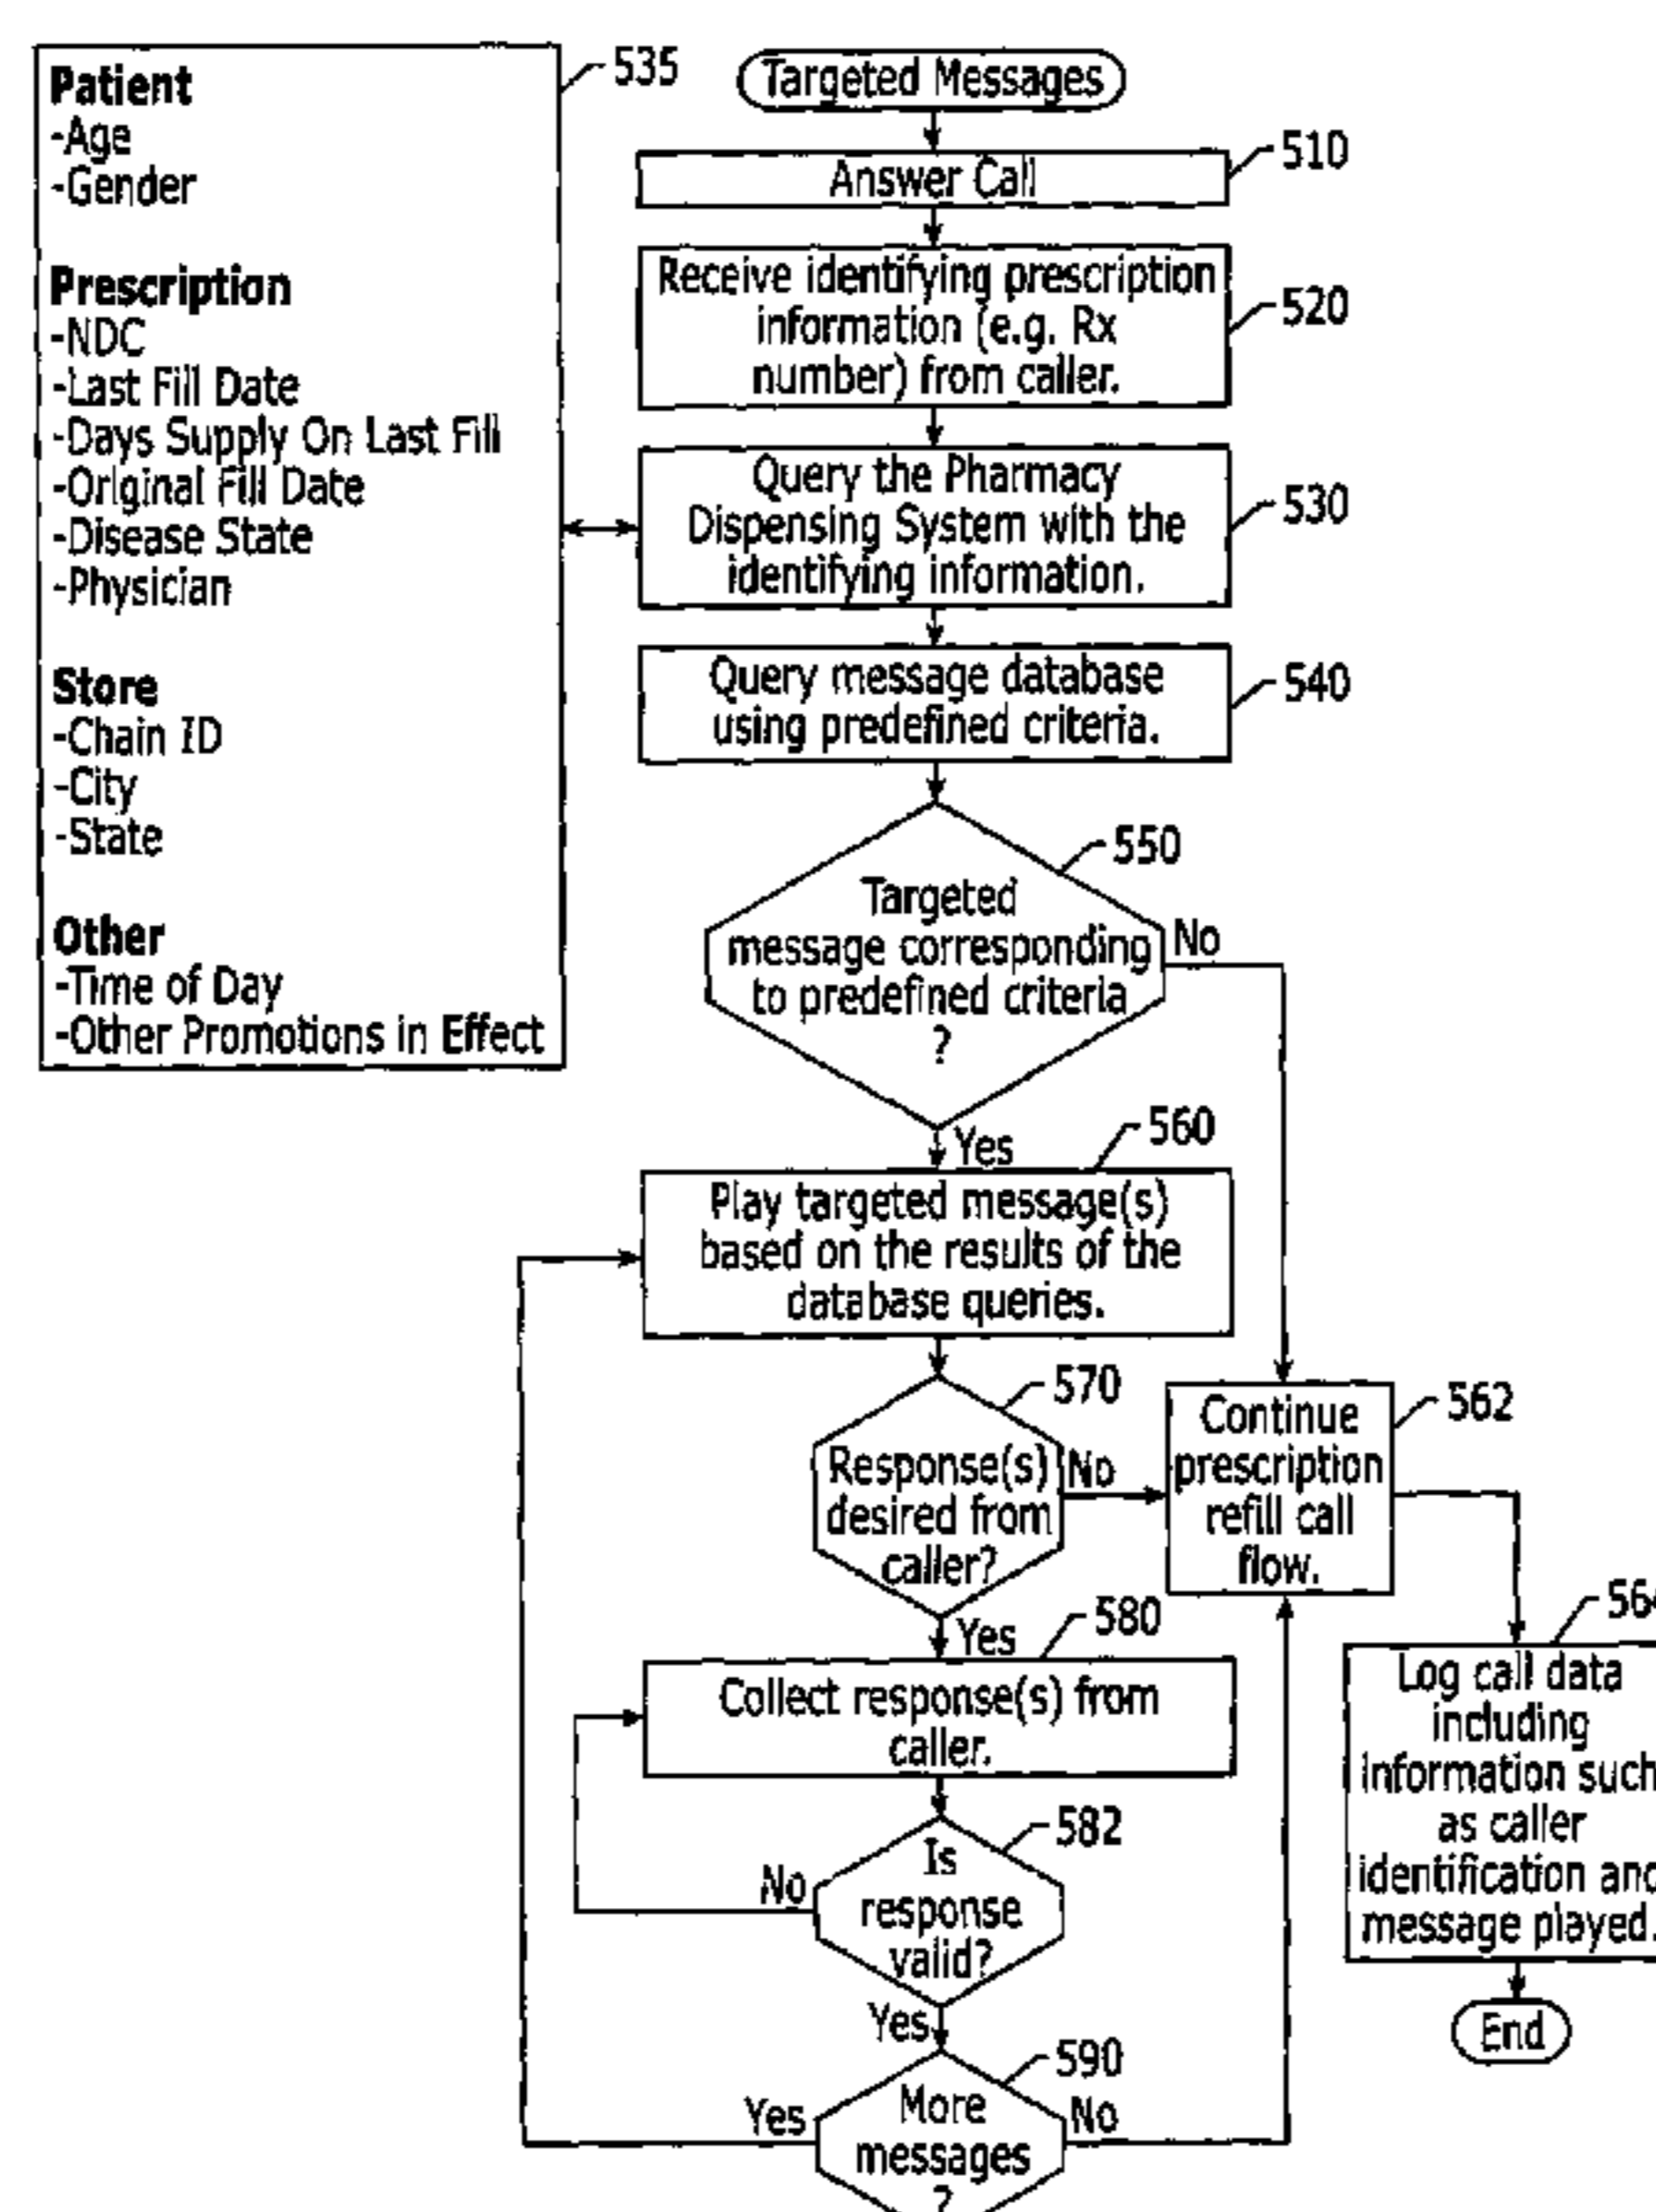 Patient
-Age
-Gender
Prescription
-NDC
-Last Fill Date
-Days Supply On Last Fill
-Original Fill Date
-Disease State
-Physician
Store
-Chain ID
-City
-State
Other
-Time of Day
-Other Promotions in Effect
535
Targeted Messages
Answer Call
510
Receive identifying prescription
information (e.g. Rx
number) from caller.
520
Query the Pharmacy
Dispensing System with the
identifying information.
530
Query message database
using predefined criteria.
540
550
Targeted
message corresponding
to predefined criteria
?
No
Yes
560
Play targeted message(s)
based on the results of the
database queries.
570
Response(s)
desired from
caller?
No
Continue
prescription
refill call
flow.
562
Yes
580
Collect response(s) from
caller.
564
Log call data
including
information such
as caller
identification and
message played.
End
582
Is
response
valid?
No
Yes
590
More
messages
?
Yes
No